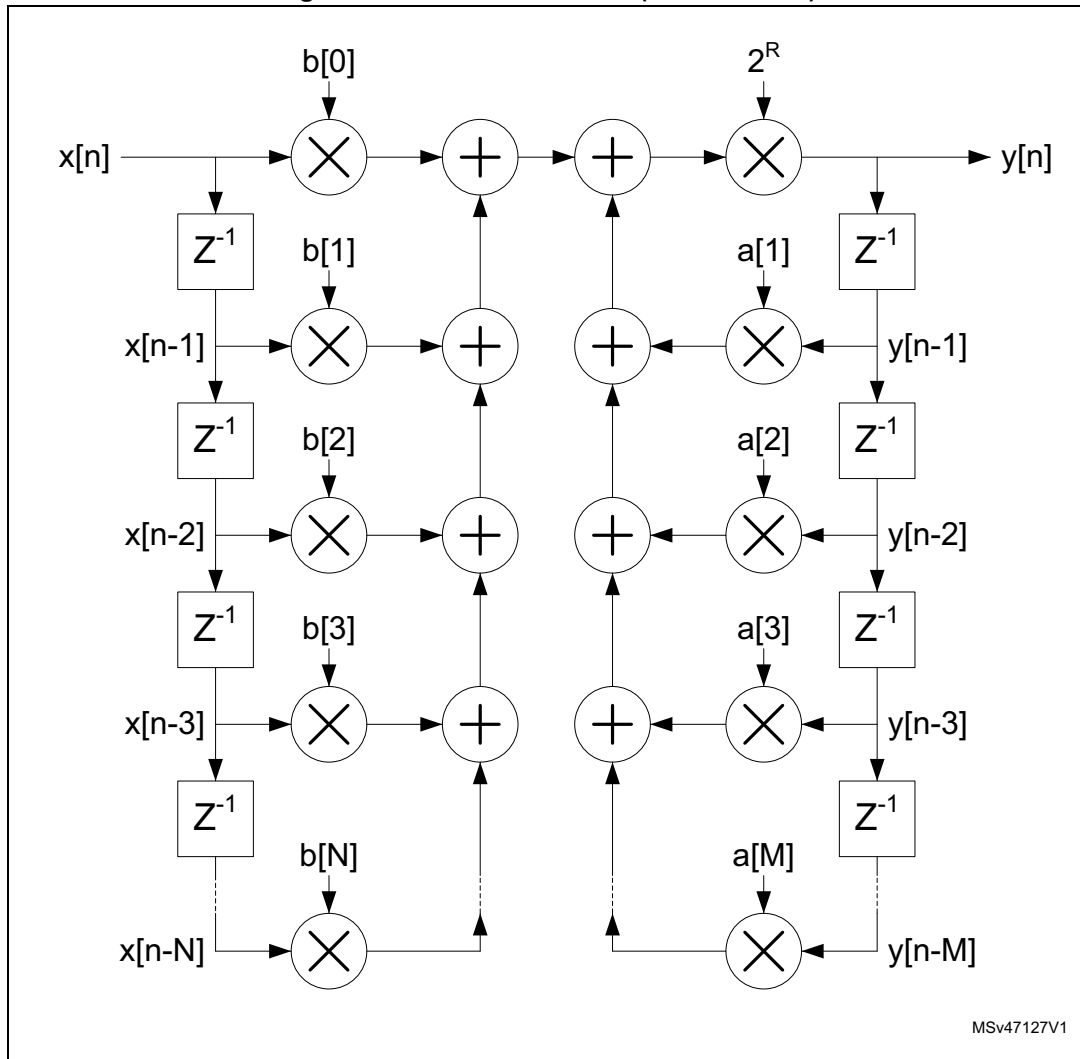 b[0] 2^R
x[n] y[n]
Z^-1 Z^-1
b[1] a[1]
x[n-1] y[n-1]
Z^-1 Z^-1
b[2] a[2]
x[n-2] y[n-2]
Z^-1 Z^-1
b[3] a[3]
x[n-3] y[n-3]
Z^-1 Z^-1
b[N] a[M]
x[n-N] y[n-M]
MSv47127V1